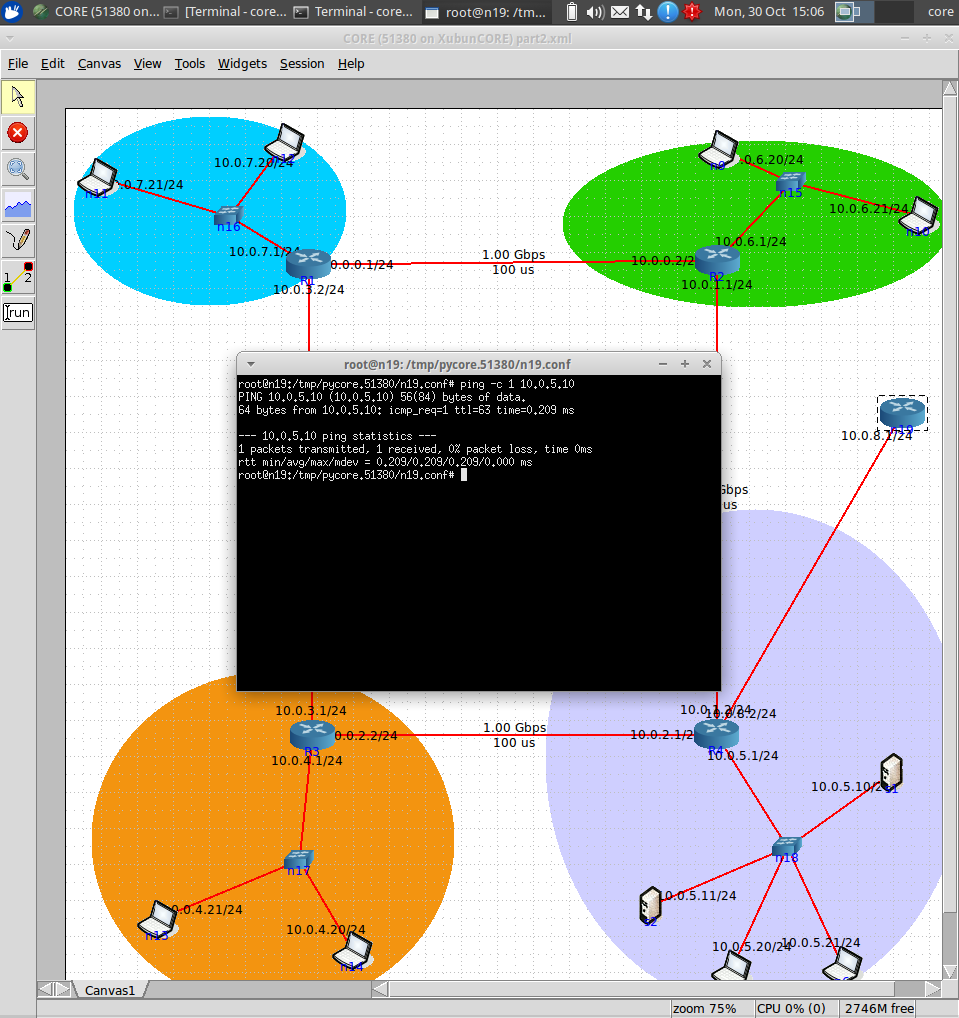 CORE (51380 on...
[Terminal - core...
Terminal - core...
root@n19: /tm...
Mon, 30 Oct 15:06
core
CORE (51380 on XubunCORE) part2.xml
File Edit Canvas View Tools Widgets Session Help
run
10.0.7.20/24
n11
0.7.21/24
n16
10.0.7.1/24
R1
0.0.0.1/24
10.0.3.2/24
1.00 Gbps
100 us
n9
0.6.20/24
n15
10.0.6.21/24
n10
10.0.6.1/24
10.0.0.2/24
R2
10.0.1.1/24
root@n19: /tmp/pycore.51380/n19.conf
root@n19:/tmp/pycore.51380/n19.conf# ping -c 1 10.0.5.10
PING 10.0.5.10 (10.0.5.10) 56(84) bytes of data.
64 bytes from 10.0.5.10: icmp_req=1 ttl=63 time=0.209 ms
--- 10.0.5.10 ping statistics ---
1 packets transmitted, 1 received, 0% packet loss, time 0ms
rtt min/avg/max/mdev = 0.209/0.209/0.209/0.000 ms
root@n19:/tmp/pycore.51380/n19.conf#
n19
10.0.8.1/24
Gbps
us
10.0.3.1/24
R3
0.0.2.2/24
10.0.4.1/24
1.00 Gbps
100 us
10.0.1.2/24
10.0.8.2/24
10.0.2.1/2
R4
10.0.5.1/24
10.0.5.10/2
s1
n17
n18
0.0.4.21/24
n13
10.0.4.20/24
n14
0.0.5.11/24
s2
10.0.5.20/24
10.0.5.21/24
Canvas1
zoom 75%
CPU 0% (0)
2746M free